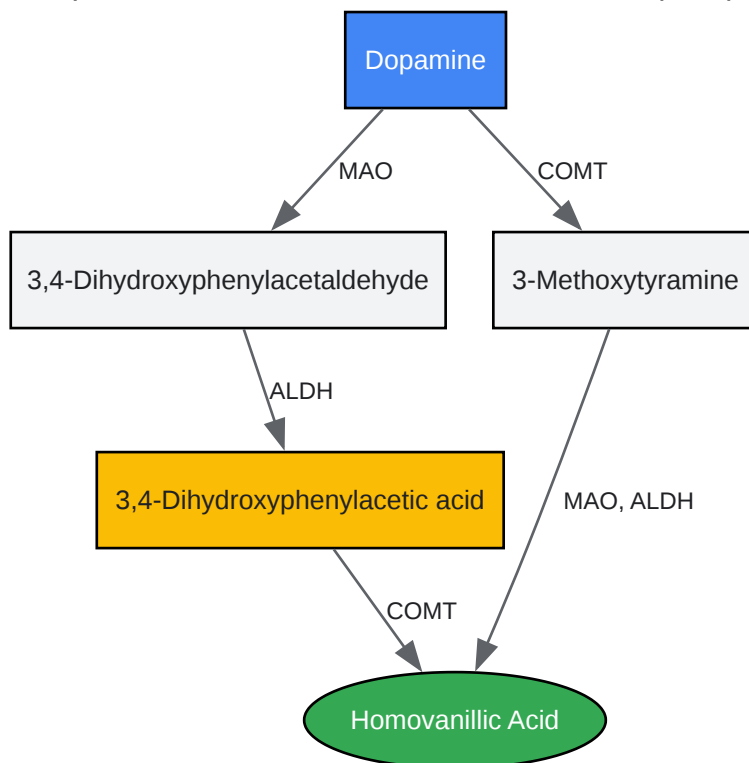 Dopamine
MAO
COMT
3,4-Dihydroxyphenylacetaldehyde
3-Methoxytyramine
ALDH
3,4-Dihydroxyphenylacetic acid
MAO, ALDH
COMT
Homovanillic Acid